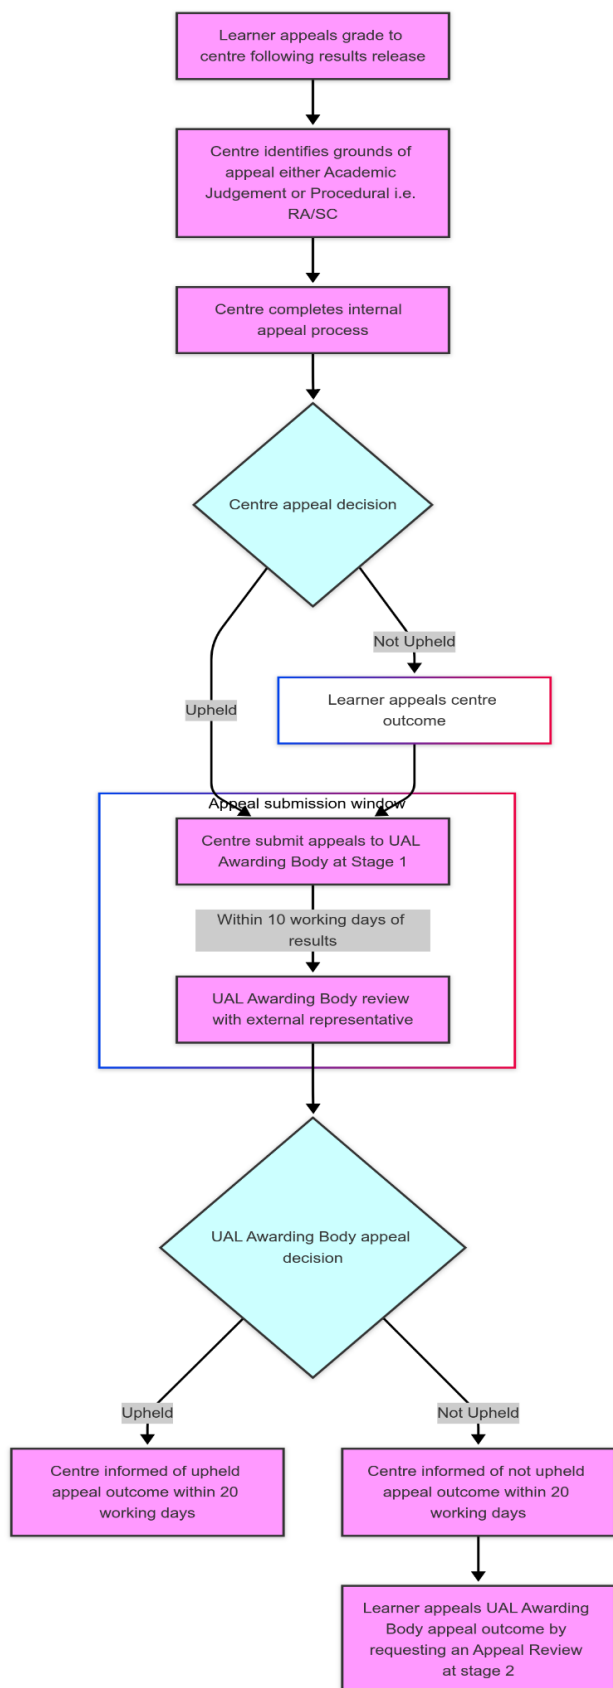 Learner appeals grade to
centre following results release
Centre identifies grounds of
appeal either Academic
Judgement or Procedural i.e.
RA/SC
Centre completes internal
appeal process
Centre appeal decision
Not Upheld
Learner appeals centre
outcome
Upheld
Appeal submission window
Centre submit appeals to UAL
Awarding Body at Stage 1
Within 10 working days of
results
UAL Awarding Body review
with external representative
UAL Awarding Body appeal
decision
Upheld
Not Upheld
Centre informed of upheld
appeal outcome within 20
working days
Centre informed of not upheld
appeal outcome within 20
working days
Learner appeals UAL Awarding
Body appeal outcome by
requesting an Appeal Review
at stage 2